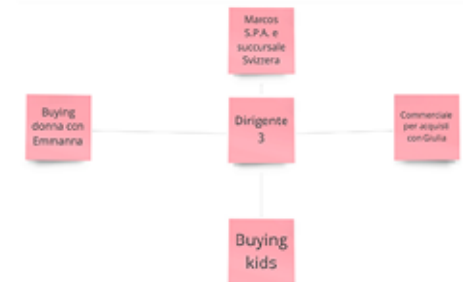 Marcos
S.P.A. e
succursale
Svizzera
Buying
donna con
Emmanna
Dirigente
3
Commerciale
per acquisti
con Giulia
Buying
kids